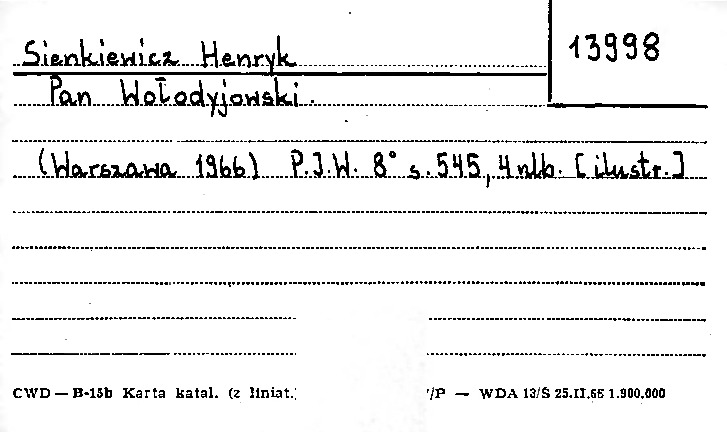 Sienkiewicz Henryk
13998
Pan Wołodyjowski.
(Warszawa 1966) P.I.W. 8° s. 545, 4 nlb. [ilustr.]
CWD — B-15b Karta katal. (z liniat.) /P — WDA 13/S 25.II.65 1.900.000